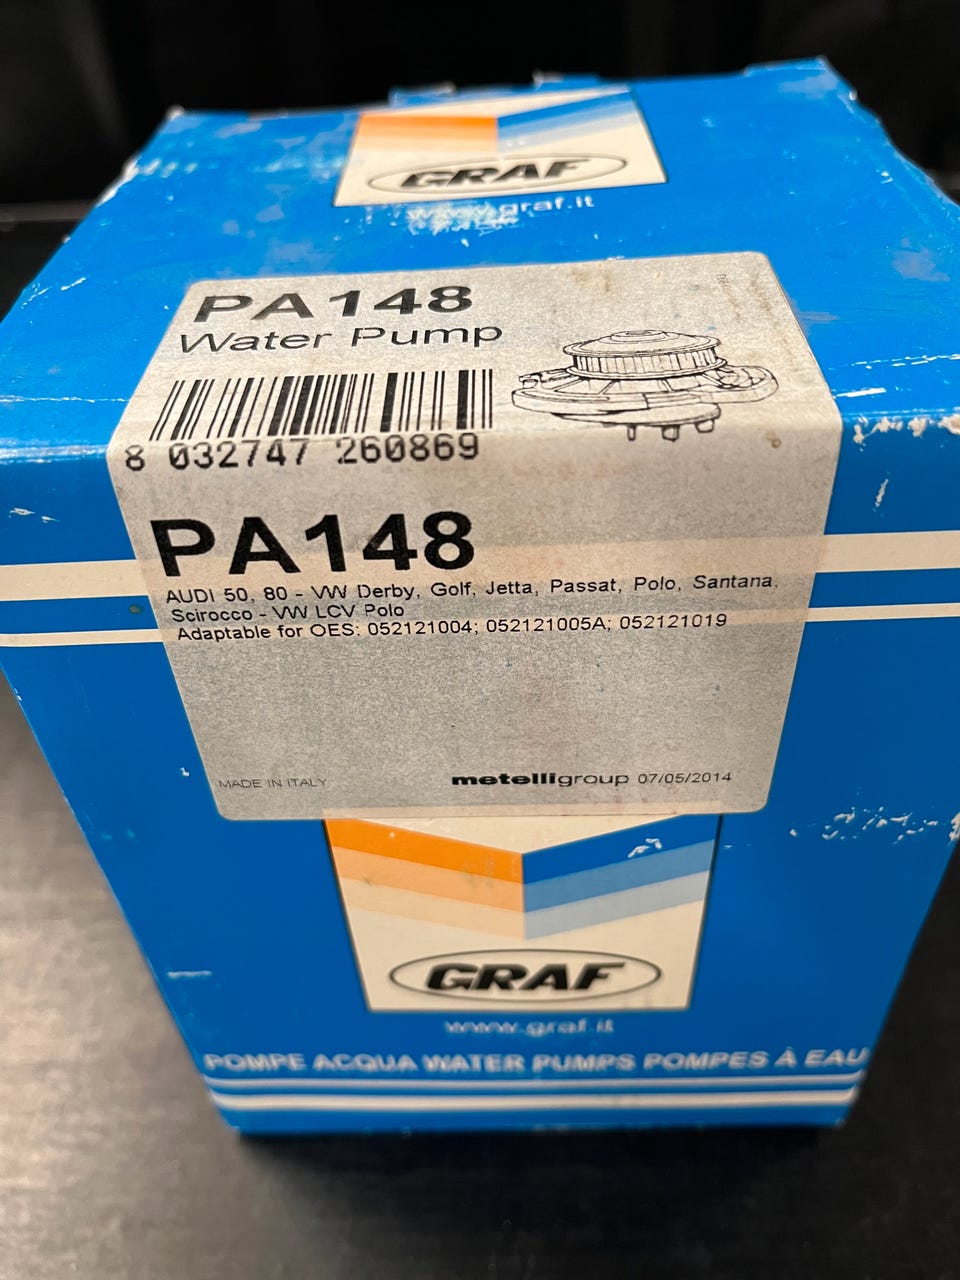 GRAF
www.graf.it
PA148
Water Pump
8 032747 260869
PA148
AUDI 50, 80 - VW Derby, Golf, Jetta, Passat, Polo, Santana,
Scirocco - VW LCV Polo
Adaptable for OES: 052121004; 052121005A; 052121019
MADE IN ITALY
metelligroup 07/05/2014
GRAF
www.graf.it
POMPE ACQUA WATER PUMPS POMPES À EAU